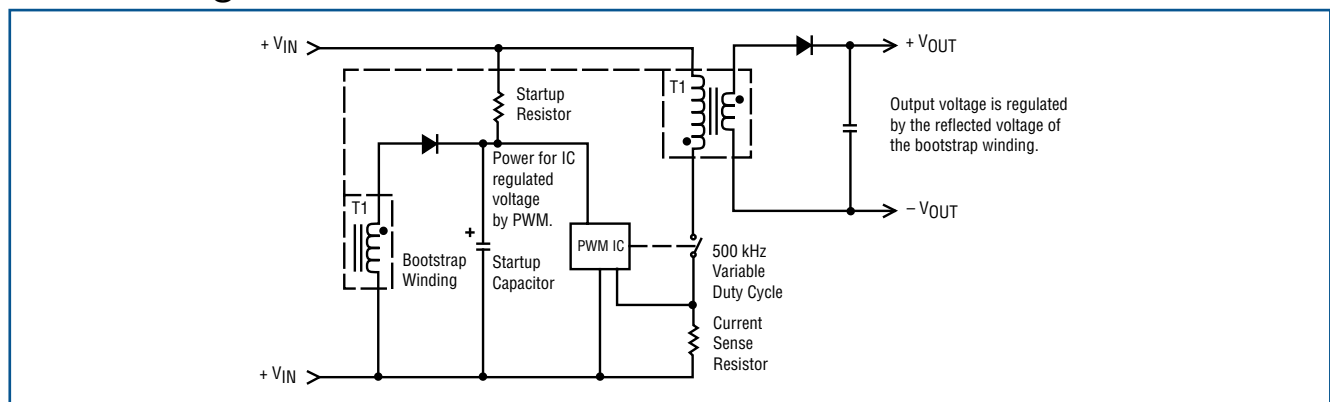 + VIN
+ VOUT
T1
Startup
Resistor
Output voltage is regulated
by the reflected voltage of
the bootstrap winding.
Power for IC
regulated
voltage
by PWM.
T1
– VOUT
+
PWM IC
500 kHz
Variable
Duty Cycle
Bootstrap
Winding
Startup
Capacitor
Current
Sense
Resistor
+ VIN